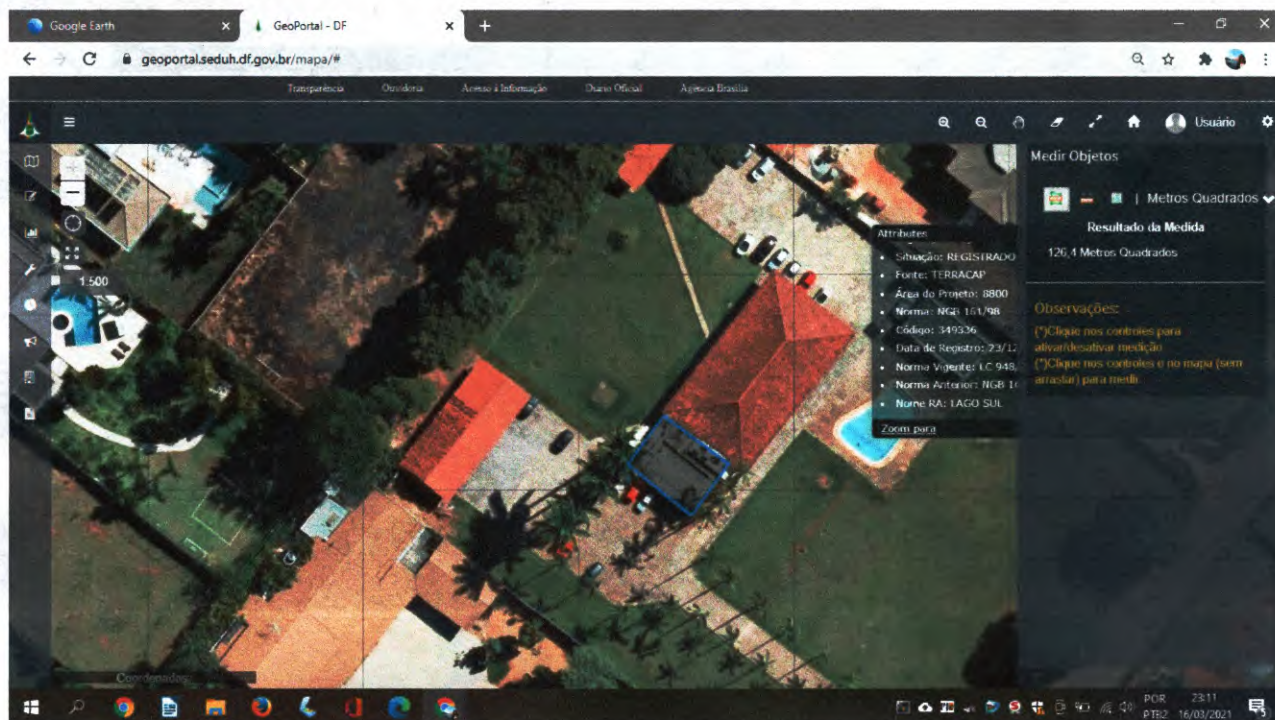 Google Earth
GeoPortal - DF
geoportal.seduh.df.gov.br/mapa/#
Transparência Ouvidoria Acesso à Informação Diário Oficial Agência Brasília
Usuário
1:500
Medir Objetos
| Metros Quadrados
Resultado da Medida
126,4 Metros Quadrados
Observações:
(*)Clique nos controles para
ativar/desativar medição
(*)Clique nos controles e no mapa (sem
arrastar) para medir
Attributes
Situação: REGISTRADO
Fonte: TERRACAP
Área do Projeto: 8800
Norma: NGB 161/98
Código: 349336
Data de Registro: 23/12
Norma Vigente: LC 948,
Norma Anterior: NGB 16
Nome RA: LAGO SUL
Zoom para
Coordenadas
POR
PTB2
23:11
16/03/2021